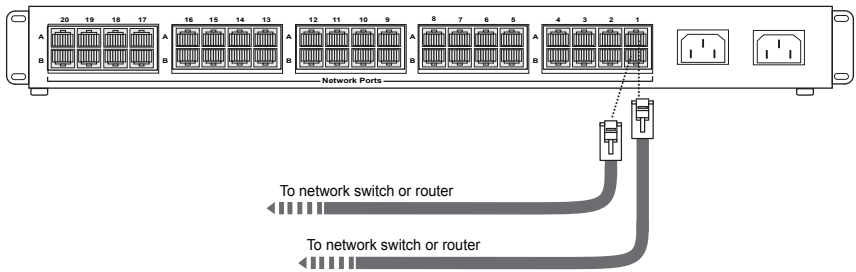 20 19 18 17 16 15 14 13 12 11 10 9 8 7 6 5 4 3 2 1
A A A A A
B B B B B
Network Ports
To network switch or router
To network switch or router